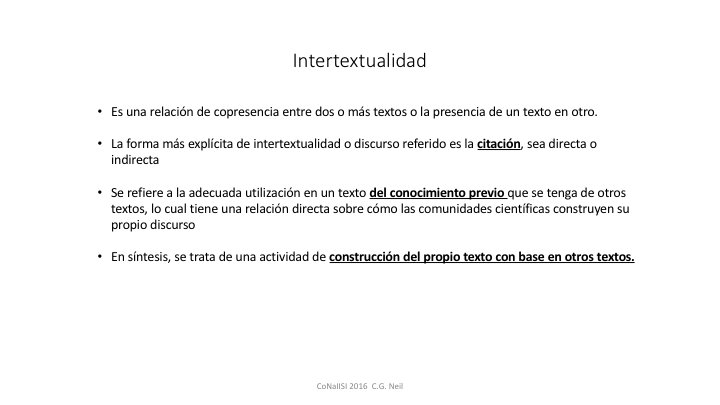 Intertextualidad
• Es una relación de copresencia entre dos o más textos o la presencia de un texto en otro.
• La forma más explícita de intertextualidad o discurso referido es la citación, sea directa o
indirecta
• Se refiere a la adecuada utilización en un texto del conocimiento previo que se tenga de otros
textos, lo cual tiene una relación directa sobre cómo las comunidades científicas construyen su
propio discurso
• En síntesis, se trata de una actividad de construcción del propio texto con base en otros textos.
CoNaIISI 2016 C.G. Neil